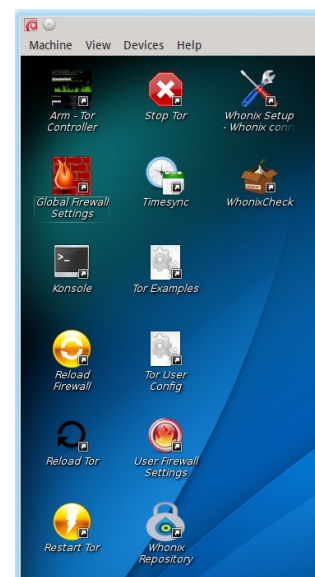 Machine View Devices Help
Arm - Tor
Controller
Stop Tor
Whonix Setup
- Whonix conn
Global Firewall
Settings
Timesync
WhonixCheck
>_
Konsole
Tor Examples
Reload
Firewall
Tor User
Config
Reload Tor
User Firewall
Settings
Restart Tor
Whonix
Repository